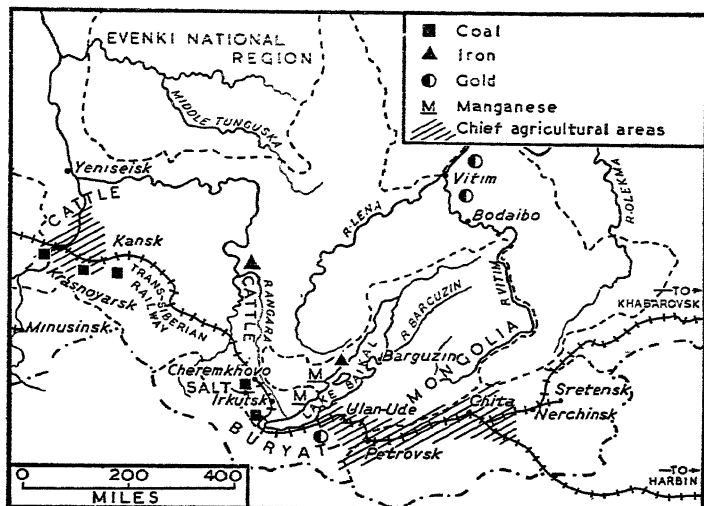 EVENKI NATIONAL
REGION
MIDDLE TUNGUSKA
Coal
Iron
Gold
M Manganese
Chief agricultural areas
Yeniseisk
Vitim
Bodaibo
R. OLEKMA
R. LENA
CATTLE
Kansk
Krasnoyarsk
TRANS-SIBERIAN
RAILWAY
CATTLE
R. ANGARA
R. VITIM
R. BARGUZIN
TO
KHABAROVSK
Minusinsk
Cheremkhovo
SALT
Irkutsk
M
M
LAKE BAIKAL
Barguzin
BURYAT MONGOLIA
Ulan-Ude
Chita
Sretensk
Nerchinsk
Petrovsk
TO
HARBIN
0 200 400
MILES